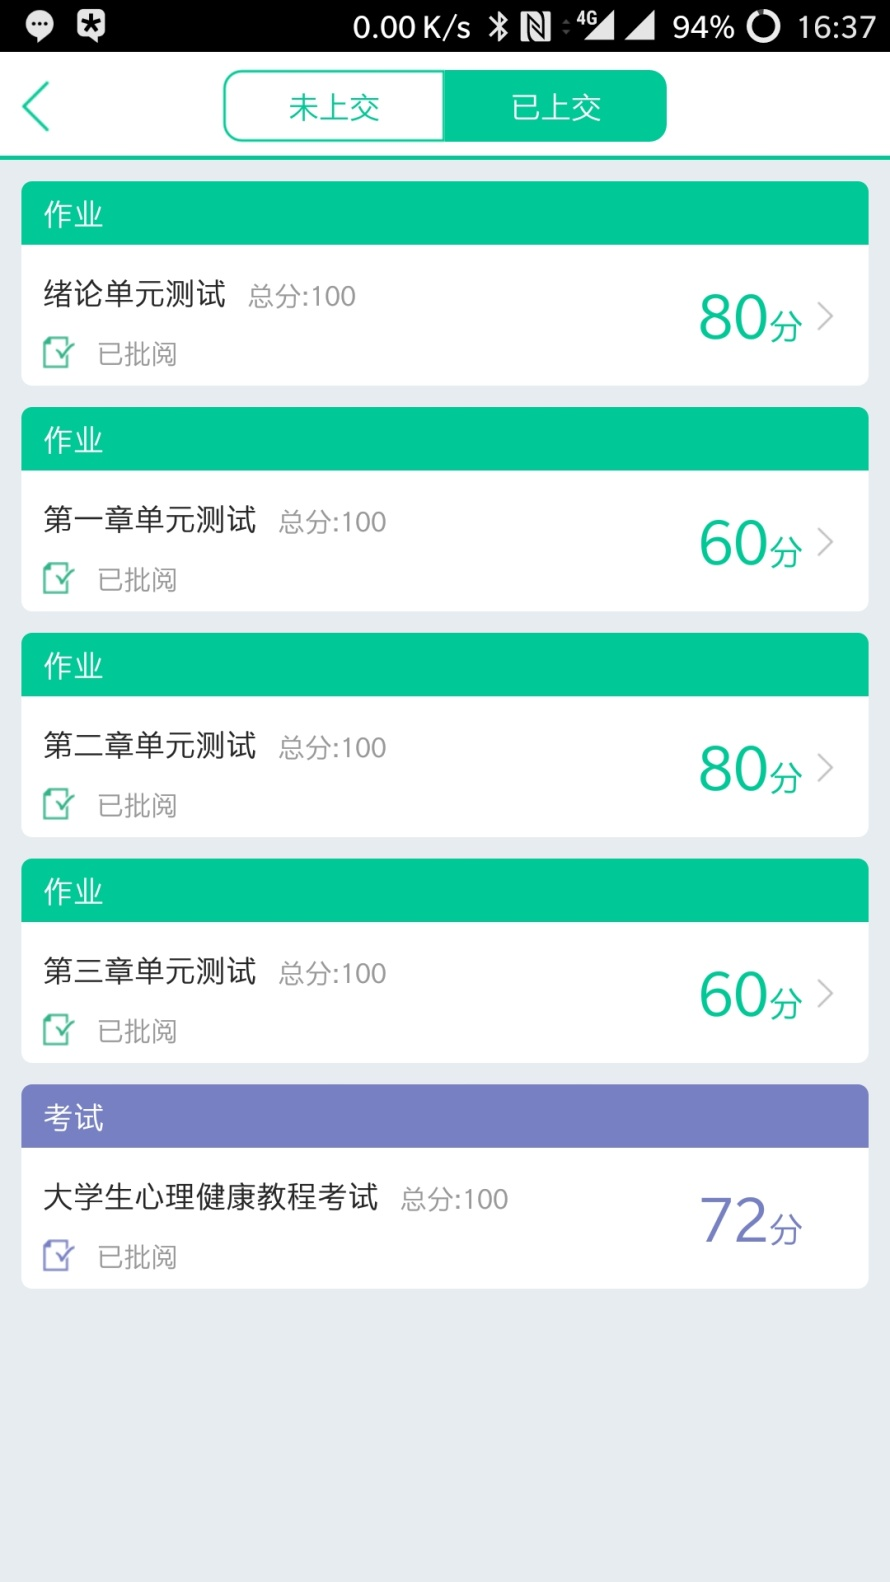 0.00 K/s 4G 94% 16:37
未上交 已上交
作业
绪论单元测试 总分:100
80分
已批阅
作业
第一章单元测试 总分:100
60分
已批阅
作业
第二章单元测试 总分:100
80分
已批阅
作业
第三章单元测试 总分:100
60分
已批阅
考试
大学生心理健康教程考试 总分:100
72分
已批阅